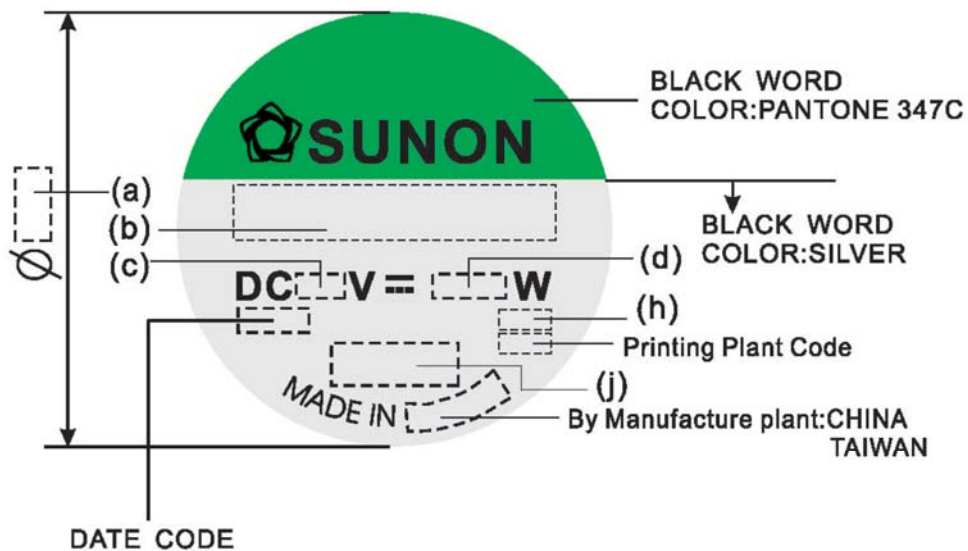 BLACK WORD
COLOR:PANTONE 347C
SUNON
(a)
(b)
BLACK WORD
COLOR:SILVER
Ø
(c)
(d)
DC V W
(h)
Printing Plant Code
(j)
MADE IN
By Manufacture plant:CHINA
TAIWAN
DATE CODE